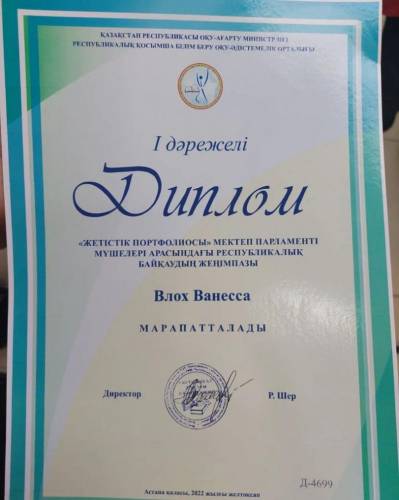 ҚАЗАҚСТАН РЕСПУБЛИКАСЫ ОҚУ-АҒАРТУ МИНИСТРЛІГІ
РЕСПУБЛИКАЛЫҚ ҚОСЫМША БІЛІМ БЕРУ ОҚУ-ӘДІСТЕМЕЛІК ОРТАЛЫҒЫ
I дәрежелі
Диплом
«ЖЕТІСТІК ПОРТФОЛИОСЫ» МЕКТЕП ПАРЛАМЕНТІ
МҮШЕЛЕРІ АРАСЫНДАҒЫ РЕСПУБЛИКАЛЫҚ
БАЙҚАУДЫҢ ЖЕҢІМПАЗЫ
Влох Ванесса
МАРАПАТТАЛАДЫ
Директор
Р. Шер
Д-4699
Астана қаласы, 2022 жылғы желтоқсан